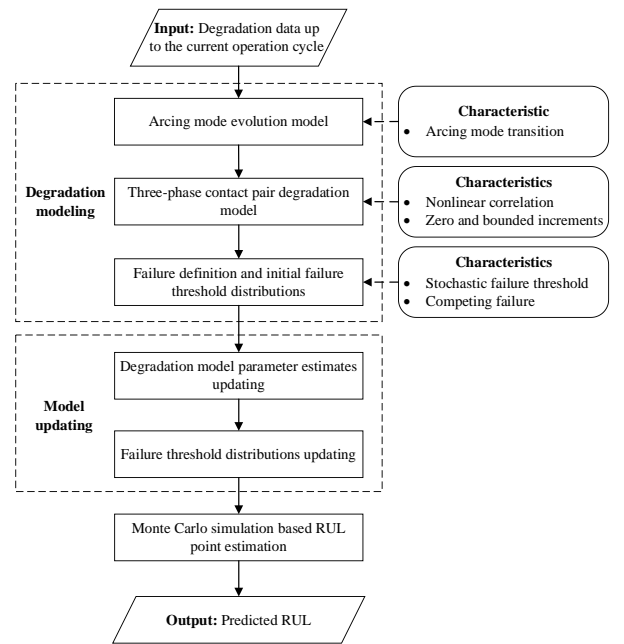 Input: Degradation data up
to the current operation cycle
Arcing mode evolution model
Characteristic
• Arcing mode transition
Degradation
modeling
Three-phase contact pair degradation
model
Characteristics
• Nonlinear correlation
• Zero and bounded increments
Failure definition and initial failure
threshold distributions
Characteristics
• Stochastic failure threshold
• Competing failure
Model
updating
Degradation model parameter estimates
updating
Failure threshold distributions updating
Monte Carlo simulation based RUL
point estimation
Output: Predicted RUL